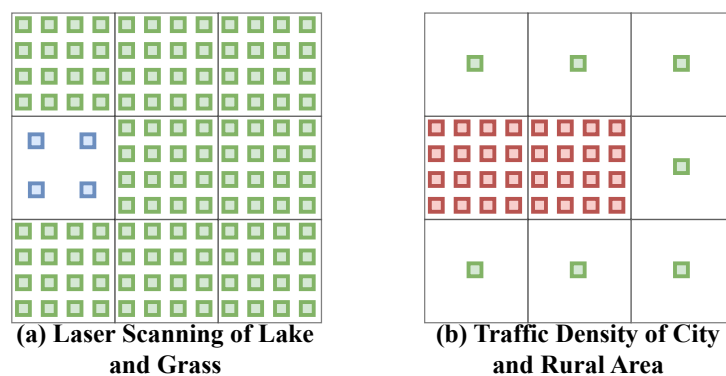 (a) Laser Scanning of Lake
and Grass
(b) Traffic Density of City
and Rural Area